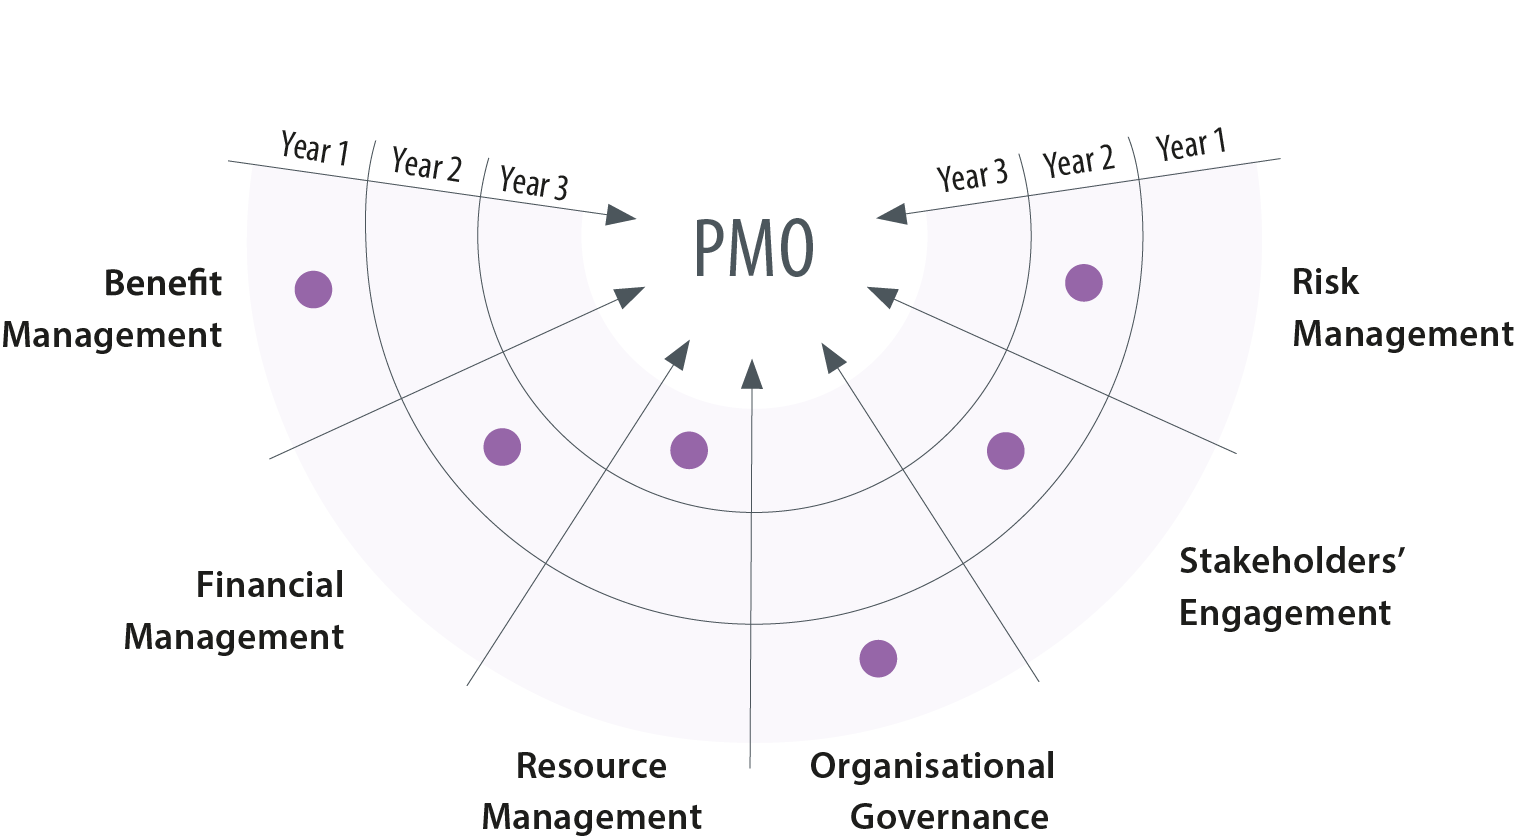 Year 1
Year 2
Year 3
Year 3
Year 2
Year 1
PMO
Benefit
Management
Risk
Management
Financial
Management
Stakeholders’
Engagement
Resource
Management
Organisational
Governance